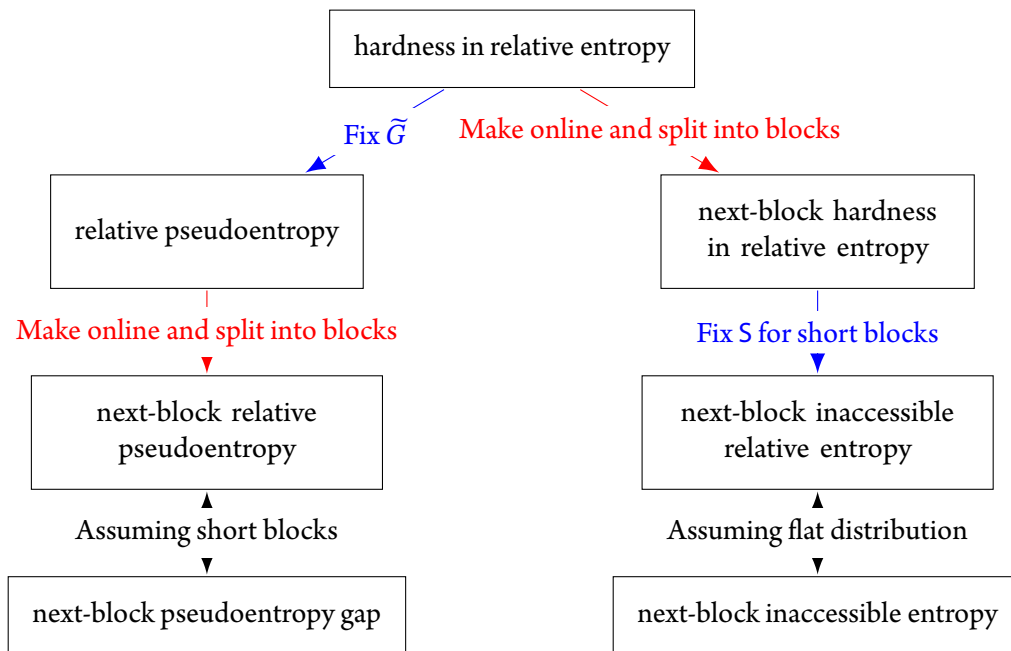 hardness in relative entropy
Fix G̃
Make online and split into blocks
relative pseudoentropy
next-block hardness
in relative entropy
Make online and split into blocks
Fix S for short blocks
next-block relative
pseudoentropy
next-block inaccessible
relative entropy
Assuming short blocks
Assuming flat distribution
next-block pseudoentropy gap
next-block inaccessible entropy